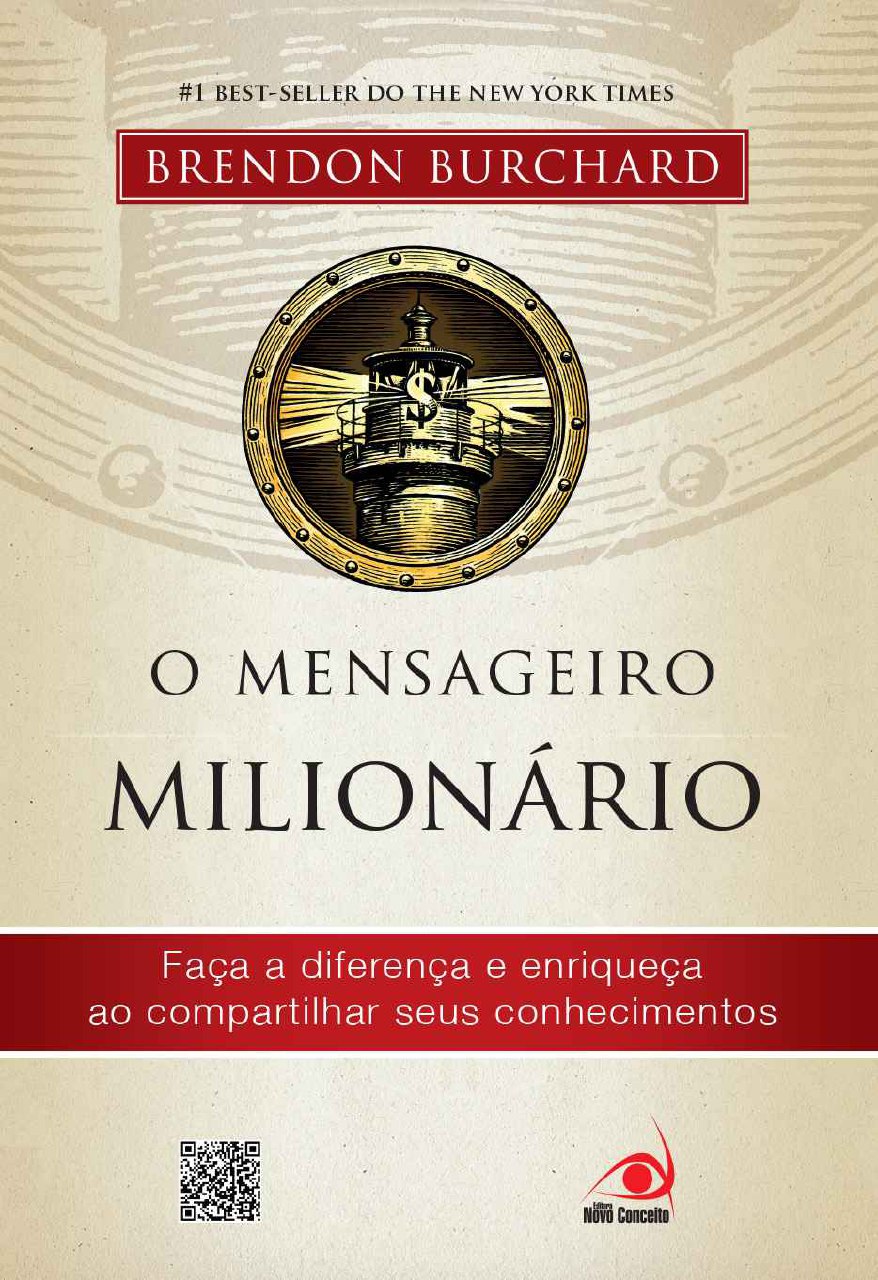 #1 BEST-SELLER DO THE NEW YORK TIMES
BRENDON BURCHARD
$
O MENSAGEIRO
MILIONÁRIO
Faça a diferença e enriqueça
ao compartilhar seus conhecimentos
Editora
Novo Conceito